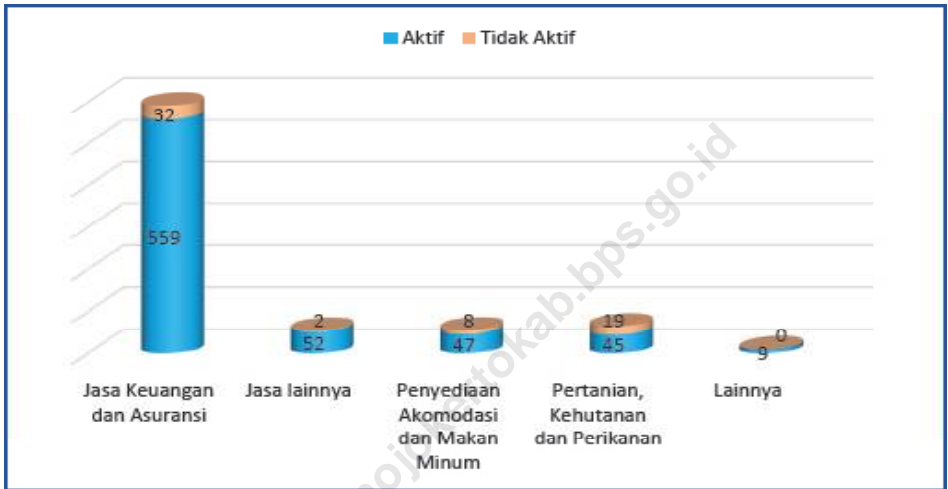 Aktif Tidak Aktif
32
559
2
52
8
47
19
45
0
9
Jasa Keuangan
dan Asuransi
Jasa lainnya
Penyediaan
Akomodasi
dan Makan
Minum
Pertanian,
Kehutanan
dan Perikanan
Lainnya
mojokertokab.bps.go.id